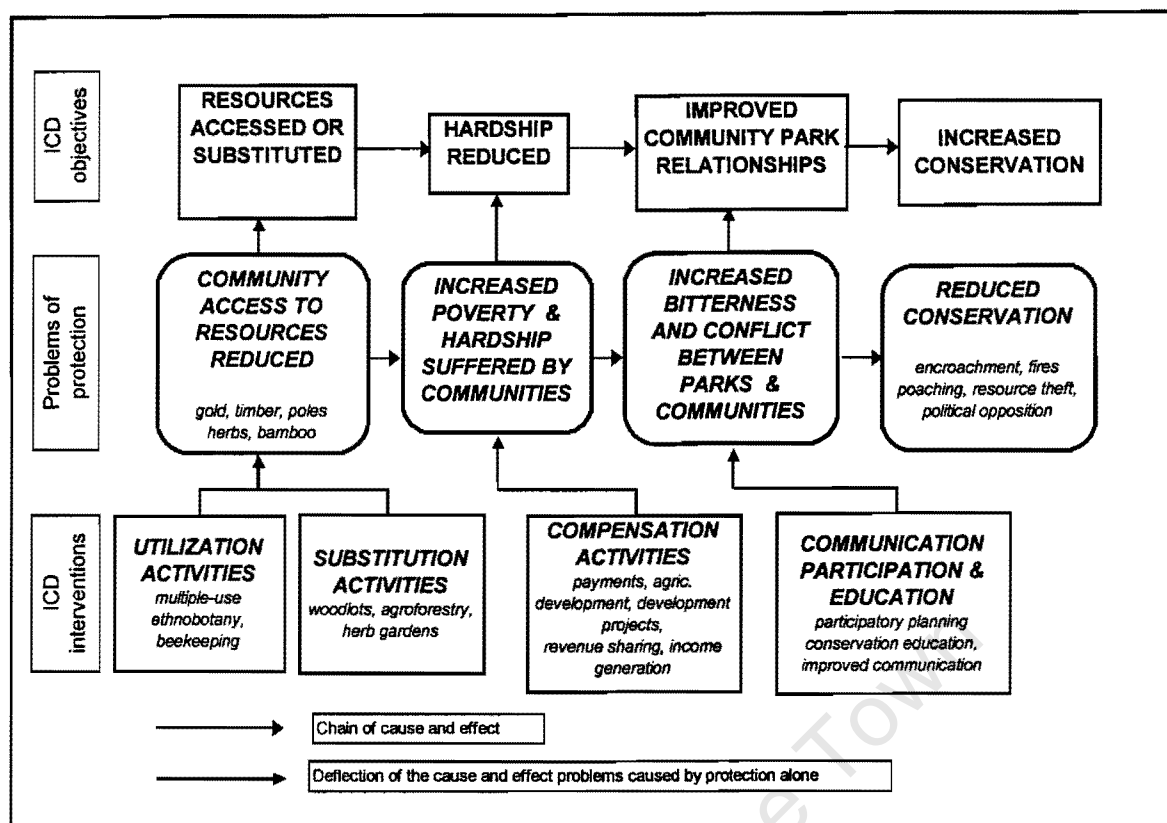 ICD
objectives
RESOURCES
ACCESSED OR
SUBSTITUTED
HARDSHIP
REDUCED
IMPROVED
COMMUNITY PARK
RELATIONSHIPS
INCREASED
CONSERVATION
Problems of
protection
COMMUNITY
ACCESS TO
RESOURCES
REDUCED
gold, timber, poles
herbs, bamboo
INCREASED
POVERTY &
HARDSHIP
SUFFERED BY
COMMUNITIES
INCREASED
BITTERNESS
AND CONFLICT
BETWEEN
PARKS &
COMMUNITIES
REDUCED
CONSERVATION
encroachment, fires
poaching, resource theft,
political opposition
ICD
interventions
UTILIZATION
ACTIVITIES
multiple-use
ethnobotany,
beekeeping
SUBSTITUTION
ACTIVITIES
woodlots, agroforestry,
herb gardens
COMPENSATION
ACTIVITIES
payments, agric.
development, development
projects,
revenue sharing, income
generation
COMMUNICATION
PARTICIPATION &
EDUCATION
participatory planning
conservation education,
improved communication
Chain of cause and effect
Deflection of the cause and effect problems caused by protection alone
Town